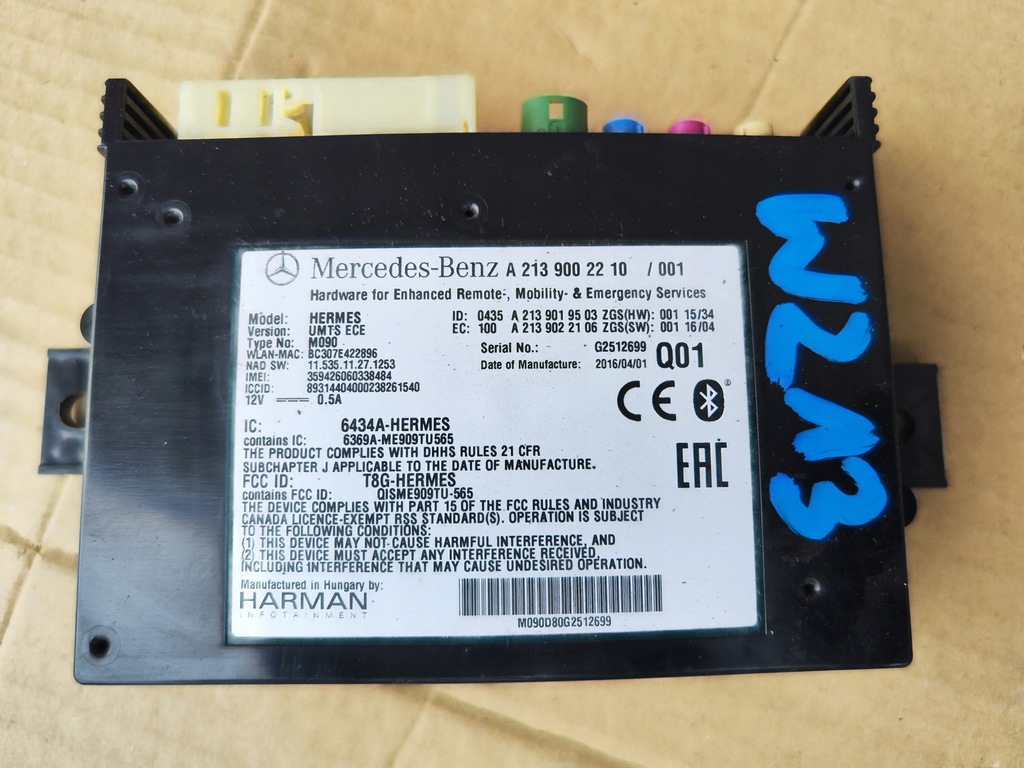 Mercedes-Benz A 213 900 22 10 / 001
Hardware for Enhanced Remote-, Mobility- & Emergency Services
Model: HERMES ID: 0435 A 213 901 95 03 ZGS(HW): 001 15/34
Version: UMTS ECE EC: 100 A 213 902 21 06 ZGS(SW): 001 16/04
Type No.: M090
WLAN-MAC: BC307E422896 Serial No.: G2512699 Q01
NAD SW: 11.535.11.27.1253 Date of Manufacture: 2016/04/01
IMEI: 359426060338484
ICCID: 89314404000238261540
12V 0.5A
CE
IC: 6434A-HERMES
contains IC: 6369A-ME909TU565
THE PRODUCT COMPLIES WITH DHHS RULES 21 CFR
SUBCHAPTER J APPLICABLE TO THE DATE OF MANUFACTURE.
EAC
FCC ID: T8G-HERMES
contains FCC ID: QISME909TU-565
THE DEVICE COMPLIES WITH PART 15 OF THE FCC RULES AND INDUSTRY
CANADA LICENCE-EXEMPT RSS STANDARD(S). OPERATION IS SUBJECT
TO THE FOLLOWING CONDITIONS:
(1) THIS DEVICE MAY NOT CAUSE HARMFUL INTERFERENCE, AND
(2) THIS DEVICE MUST ACCEPT ANY INTERFERENCE RECEIVED,
INCLUDING INTERFERENCE THAT MAY CAUSE UNDESIRED OPERATION.
Manufactured in Hungary by:
HARMAN
INFOTAINMENT
M090D80G2512699
W213